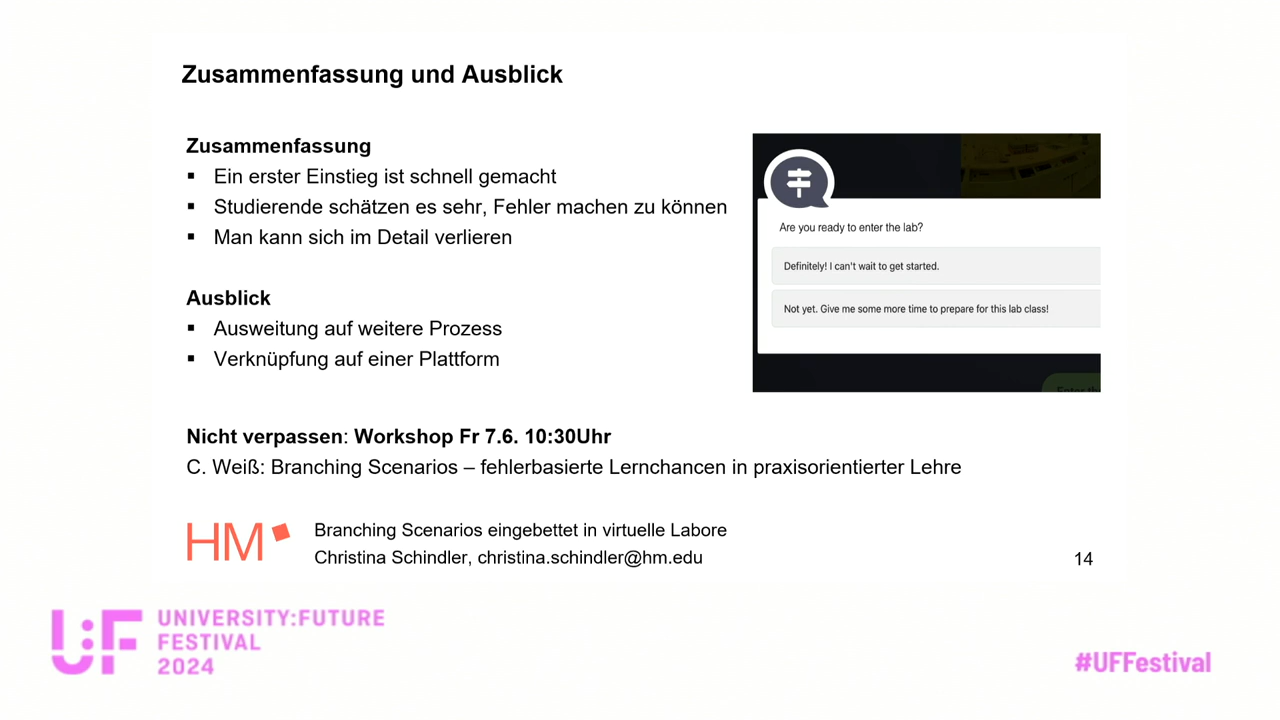 Zusammenfassung und Ausblick
Zusammenfassung
▪ Ein erster Einstieg ist schnell gemacht
▪ Studierende schätzen es sehr, Fehler machen zu können
▪ Man kann sich im Detail verlieren
Ausblick
▪ Ausweitung auf weitere Prozess
▪ Verknüpfung auf einer Plattform
Are you ready to enter the lab?
Definitely! I can't wait to get started.
Not yet. Give me some more time to prepare for this lab class!
Nicht verpassen: Workshop Fr 7.6. 10:30Uhr
C. Weiß: Branching Scenarios – fehlerbasierte Lernchancen in praxisorientierter Lehre
HM
Branching Scenarios eingebettet in virtuelle Labore
Christina Schindler, christina.schindler@hm.edu
14
U:F
UNIVERSITY:FUTURE
FESTIVAL
2024
#UFFestival